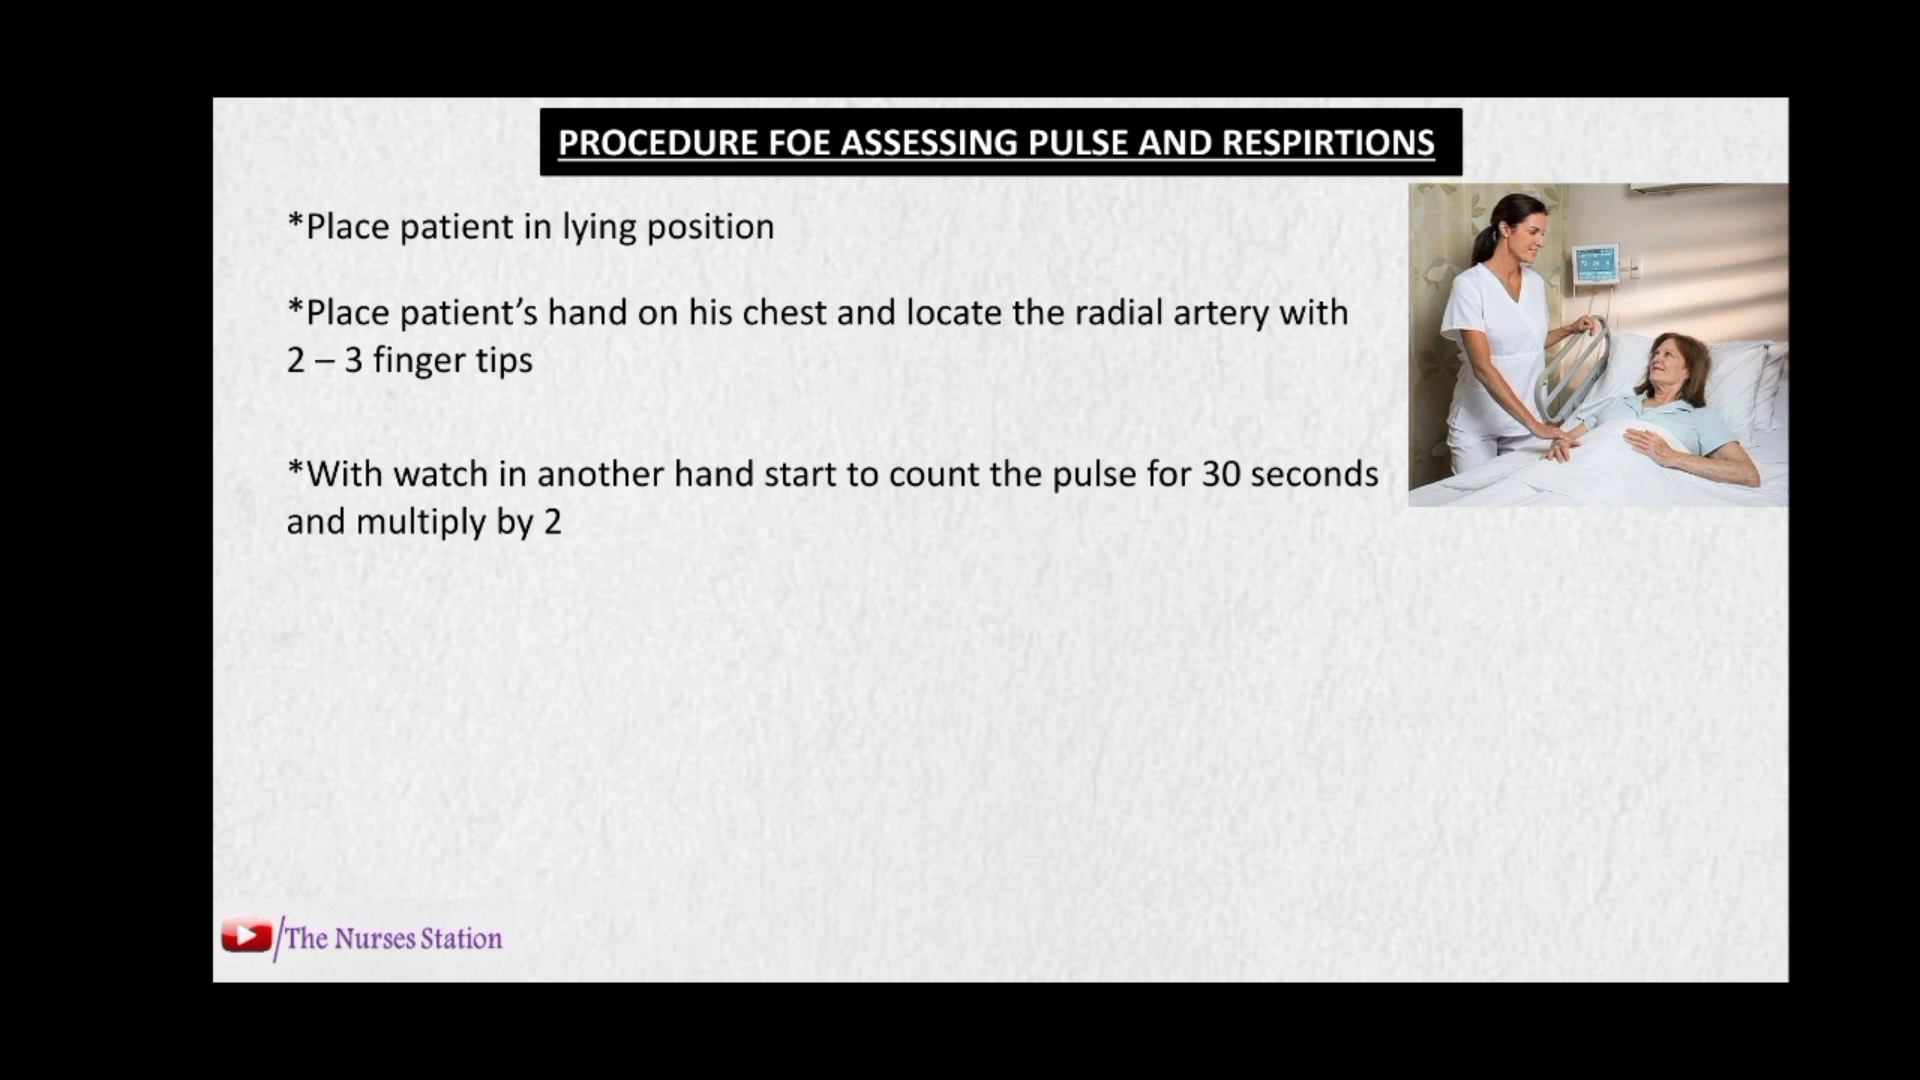 PROCEDURE FOE ASSESSING PULSE AND RESPIRTIONS
*Place patient in lying position
*Place patient’s hand on his chest and locate the radial artery with
2 – 3 finger tips
*With watch in another hand start to count the pulse for 30 seconds
and multiply by 2
/The Nurses Station